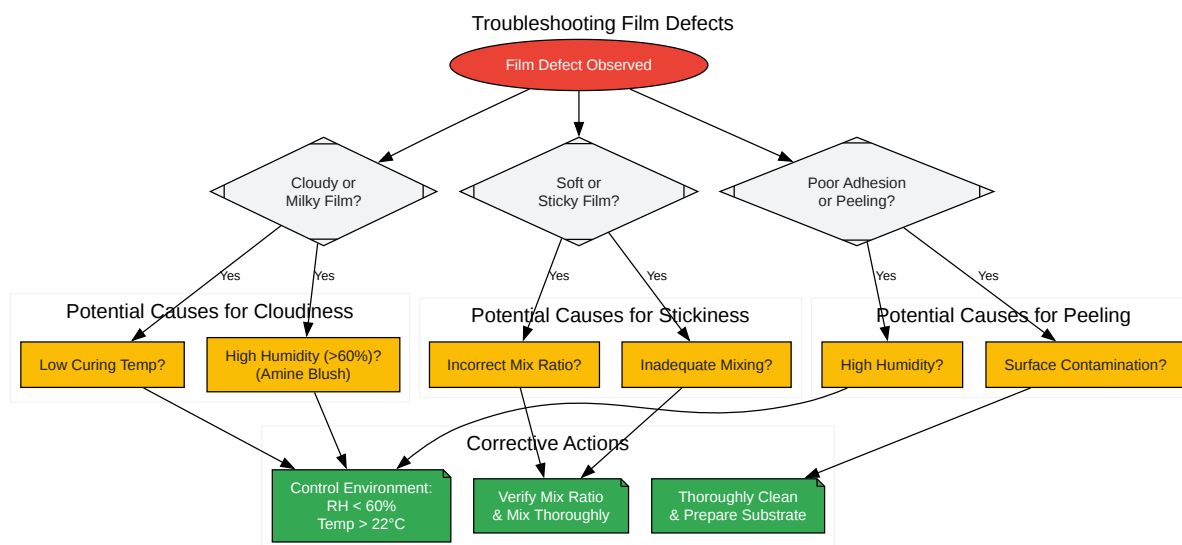 Troubleshooting Film Defects
Film Defect Observed
Cloudy or
Milky Film?
Soft or
Sticky Film?
Poor Adhesion
or Peeling?
Yes
Yes
Yes
Yes
Yes
Yes
Potential Causes for Cloudiness
Potential Causes for Stickiness
Potential Causes for Peeling
Low Curing Temp?
High Humidity (>60%)?
(Amine Blush)
Incorrect Mix Ratio?
Inadequate Mixing?
High Humidity?
Surface Contamination?
Corrective Actions
Control Environment:
RH < 60%
Temp > 22°C
Verify Mix Ratio
& Mix Thoroughly
Thoroughly Clean
& Prepare Substrate